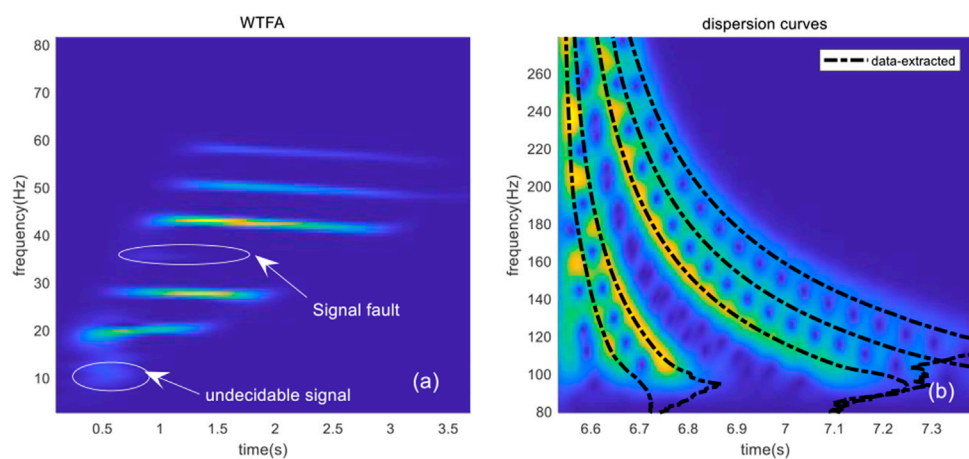 WTFA
80
70
60
50
40
30
20
10
frequency(Hz)
Signal fault
undecidable signal
(a)
0.5 1 1.5 2 2.5 3 3.5
time(s)
dispersion curves
data-extracted
260
240
220
200
180
160
140
120
100
80
frequency(Hz)
(b)
6.6 6.7 6.8 6.9 7 7.1 7.2 7.3
time(s)